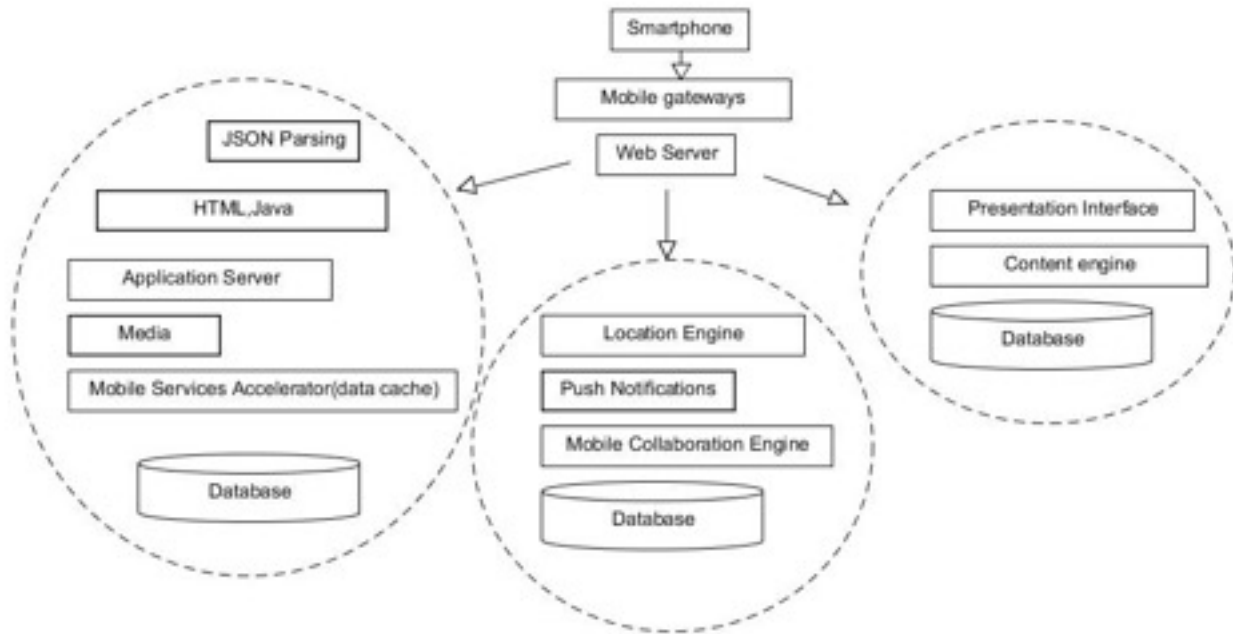 Smartphone
Mobile gateways
Web Server
JSON Parsing
HTML,Java
Application Server
Media
Mobile Services Accelerator(data cache)
Database
Location Engine
Push Notifications
Mobile Collaboration Engine
Database
Presentation Interface
Content engine
Database